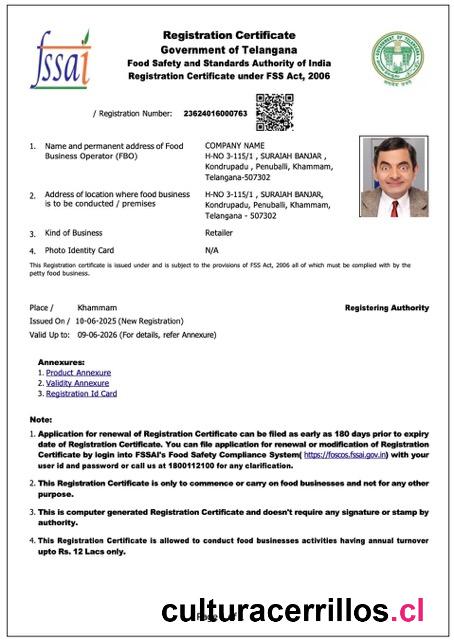 fssai
Registration Certificate
Government of Telangana
Food Safety and Standards Authority of India
Registration Certificate under FSS Act, 2006
/ Registration Number: 23624016000763
1. Name and permanent address of Food Business Operator (FBO)
COMPANY NAME
H-NO 3-115/1 , SURAIAH BANJAR ,
Kondrupadu , Penuballi, Khammam,
Telangana-507302
2. Address of location where food business is to be conducted / premises
H-NO 3-115/1 , SURAIAH BANJAR,
Kondrupadu, Penuballi, Khammam,
Telangana - 507302
3. Kind of Business Retailer
4. Photo Identity Card N/A
This Registration certificate is issued under and is subject to the provisions of FSS Act, 2006 all of which must be complied with by the
petty food business.
Place / Khammam Registering Authority
Issued On / 10-06-2025 (New Registration)
Valid Up to: 09-06-2026 (For details, refer Annexure)
Annexures:
1. Product Annexure
2. Validity Annexure
3. Registration Id Card
Note:
1. Application for renewal of Registration Certificate can be filed as early as 180 days prior to expiry
date of Registration Certificate. You can file application for renewal or modification of Registration
Certificate by login into FSSAI's Food Safety Compliance System( https://foscos.fssai.gov.in) with your
user id and password or call us at 1800112100 for any clarification.
2. This Registration Certificate is only to commence or carry on food businesses and not for any other
purpose.
3. This is computer generated Registration Certificate and doesn't require any signature or stamp by
authority.
4. This Registration Certificate is allowed to conduct food businesses activities having annual turnover
upto Rs. 12 Lacs only.
culturacerrillos.cl